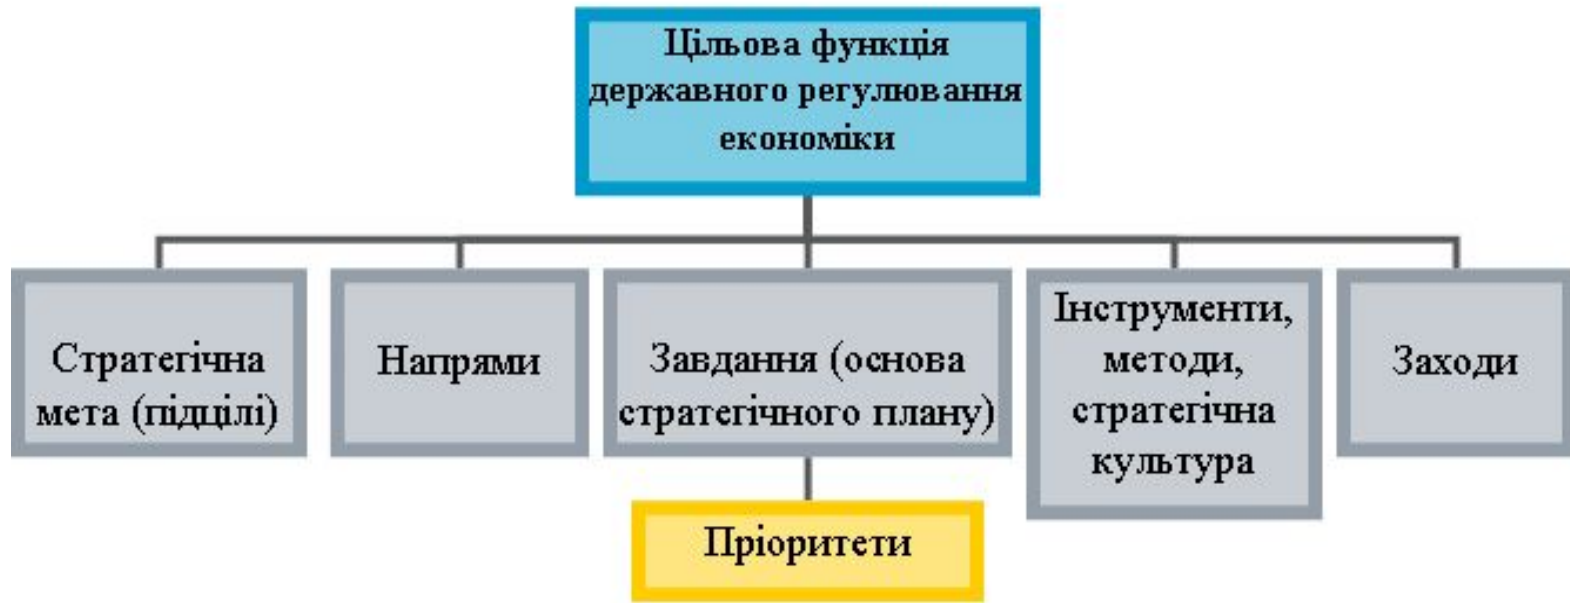 Цільова функція
державного регулювання
економіки
Стратегічна
мета (підцілі)
Напрями
Завдання (основа
стратегічного плану)
Інструменти,
методи,
стратегічна
культура
Заходи
Пріоритети